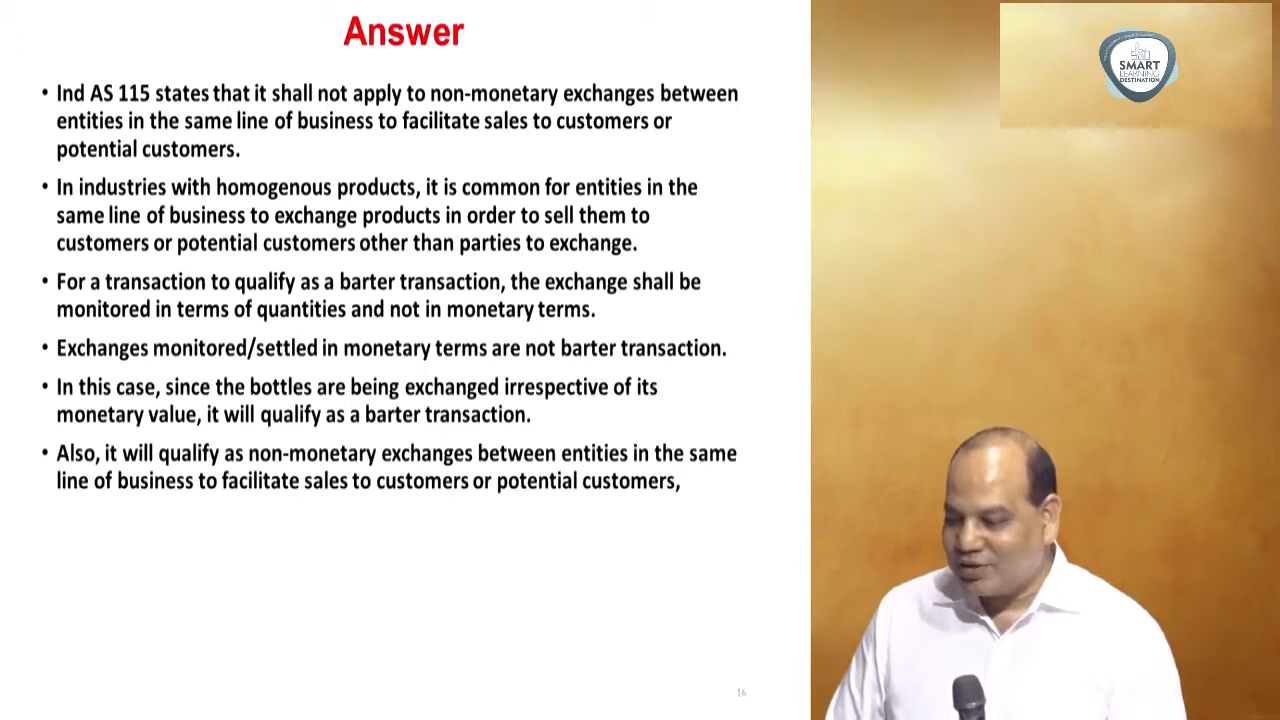 Answer
• Ind AS 115 states that it shall not apply to non-monetary exchanges between
entities in the same line of business to facilitate sales to customers or
potential customers.
• In industries with homogenous products, it is common for entities in the
same line of business to exchange products in order to sell them to
customers or potential customers other than parties to exchange.
• For a transaction to qualify as a barter transaction, the exchange shall be
monitored in terms of quantities and not in monetary terms.
• Exchanges monitored/settled in monetary terms are not barter transaction.
• In this case, since the bottles are being exchanged irrespective of its
monetary value, it will qualify as a barter transaction.
• Also, it will qualify as non-monetary exchanges between entities in the same
line of business to facilitate sales to customers or potential customers,
16
SMART
LEARNING
DESTINATION